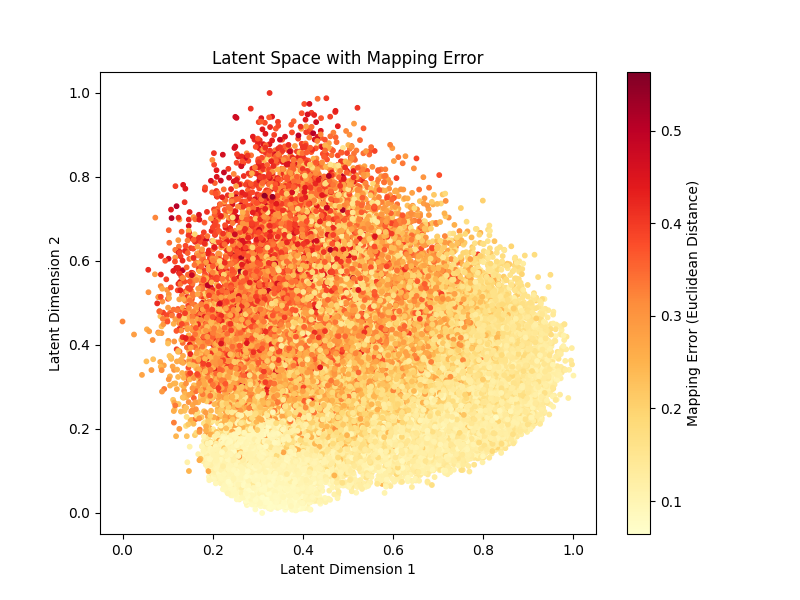 Latent Space with Mapping Error
1.0
0.8
0.6
0.4
0.2
0.0
Latent Dimension 2
0.0 0.2 0.4 0.6 0.8 1.0
Latent Dimension 1
0.5
0.4
0.3
0.2
0.1
Mapping Error (Euclidean Distance)